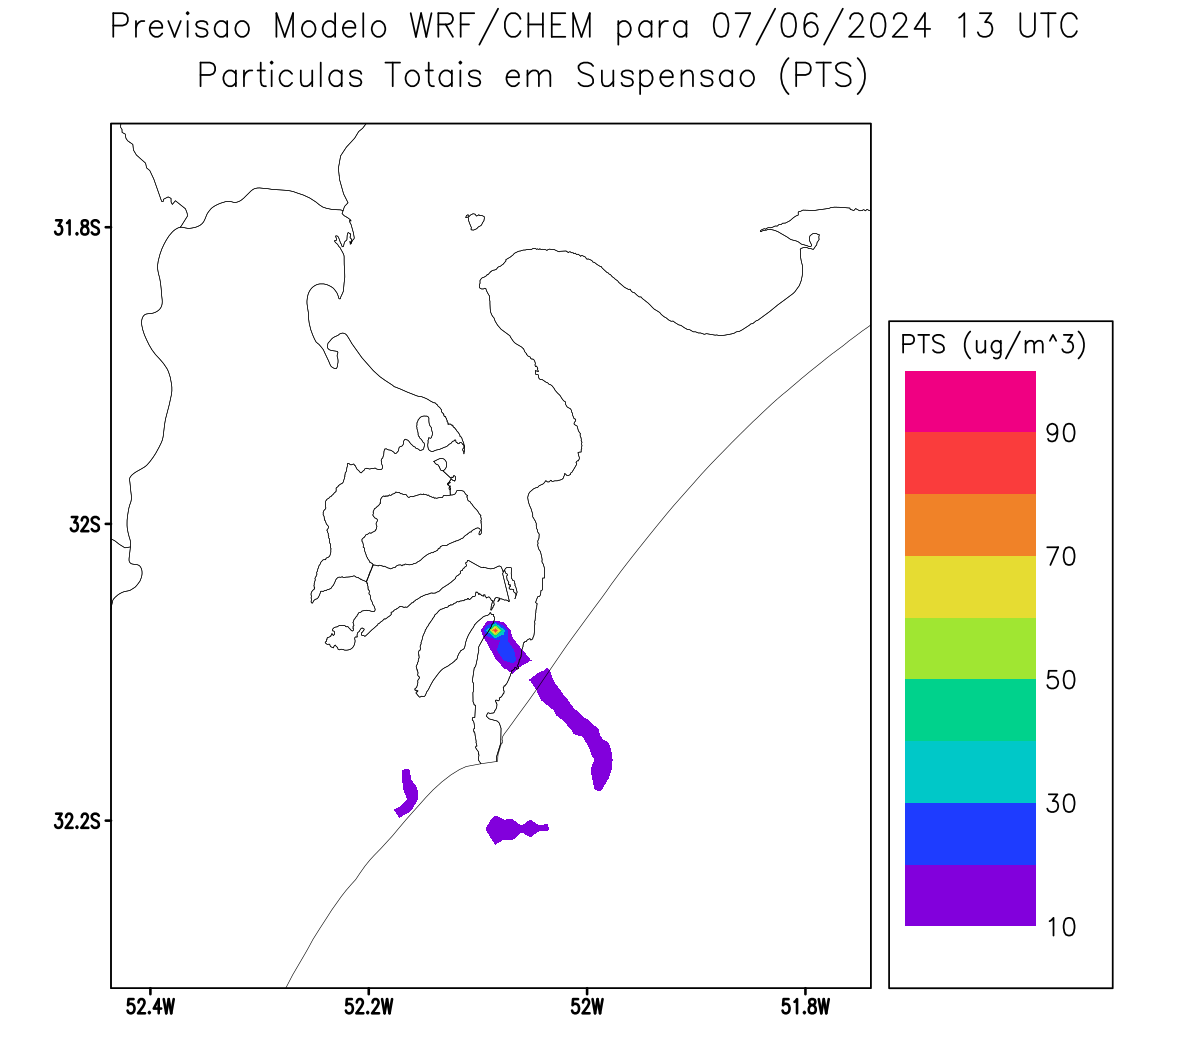 Previsao Modelo WRF/CHEM para 07/06/2024 13 UTC
Particulas Totais em Suspensao (PTS)
31.8S
32S
32.2S
52.4W 52.2W 52W 51.8W
PTS (ug/m^3)
90
70
50
30
10